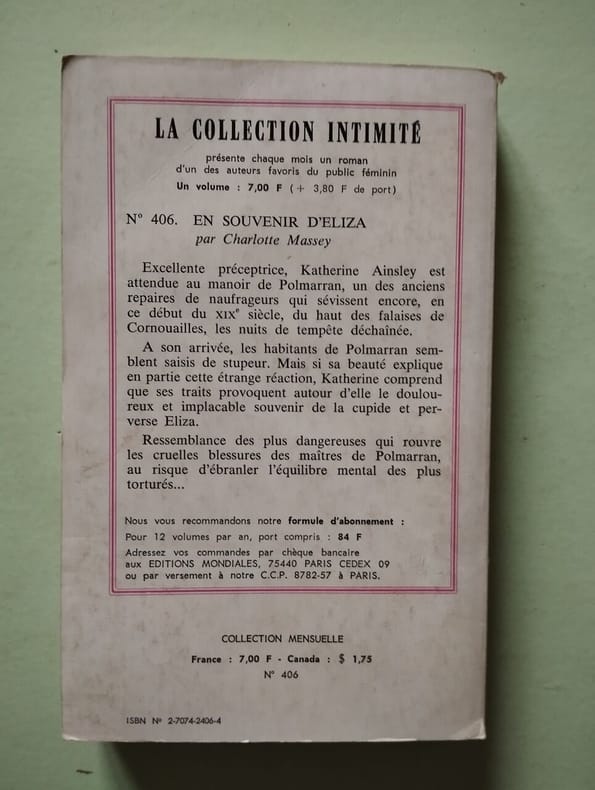 LA COLLECTION INTIMITÉ
présente chaque mois un roman
d'un des auteurs favoris du public féminin
Un volume : 7,00 F (+ 3,80 F de port)
N° 406. EN SOUVENIR D'ELIZA
par Charlotte Massey
Excellente préceptrice, Katherine Ainsley est
attendue au manoir de Polmarran, un des anciens
repaires de naufrageurs qui sévissent encore, en
ce début du XIXe siècle, du haut des falaises de
Cornouailles, les nuits de tempête déchaînée.
A son arrivée, les habitants de Polmarran sem-
blent saisis de stupeur. Mais si sa beauté explique
en partie cette étrange réaction, Katherine comprend
que ses traits provoquent autour d'elle le doulou-
reux et implacable souvenir de la cupide et per-
verse Eliza.
Ressemblance des plus dangereuses qui rouvre
les cruelles blessures des maîtres de Polmarran,
au risque d'ébranler l'équilibre mental des plus
torturés...
Nous vous recommandons notre formule d'abonnement :
Pour 12 volumes par an, port compris : 84 F
Adressez vos commandes par chèque bancaire
aux EDITIONS MONDIALES, 75440 PARIS CEDEX 09
ou par versement à notre C.C.P. 8782-57 à PARIS.
COLLECTION MENSUELLE
France : 7,00 F - Canada : $ 1,75
N° 406
ISBN N° 2-7074-2406-4